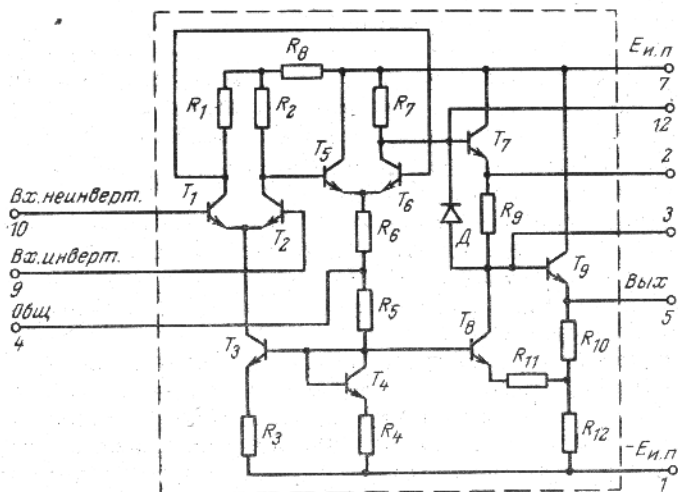 R8
Eи.п
7
R1
R2
R7
12
T5
T7
2
Вх.неинверт.
10
T1
T2
T6
R6
Д
R9
3
Вх.инверт.
9
T9
Вых
5
Общ
4
R5
T3
T4
T8
R11
R10
R3
R4
R12
-Eи.п
1